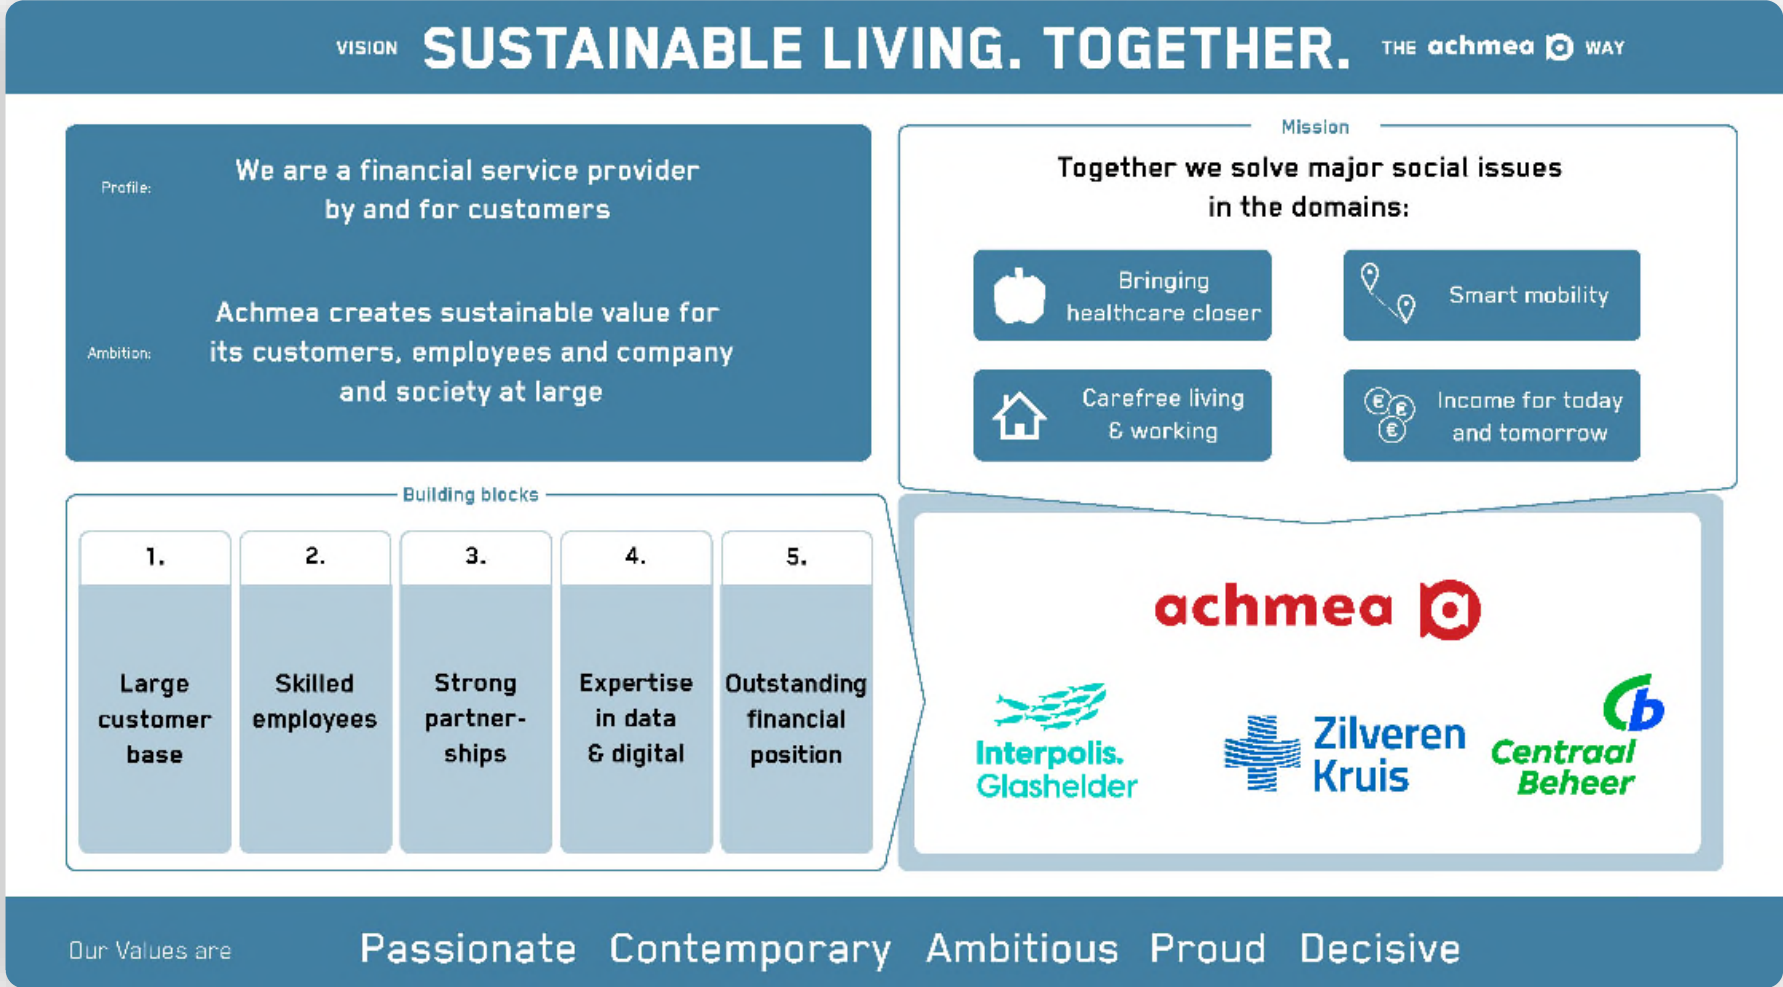 VISION SUSTAINABLE LIVING. TOGETHER. THE achmea WAY
Profile:
We are a financial service provider
by and for customers
Ambition:
Achmea creates sustainable value for
its customers, employees and company
and society at large
Mission
Together we solve major social issues
in the domains:
Bringing
healthcare closer
Smart mobility
Carefree living
& working
Income for today
and tomorrow
Building blocks
1.
Large
customer
base
2.
Skilled
employees
3.
Strong
partner-
ships
4.
Expertise
in data
& digital
5.
Outstanding
financial
position
achmea
Interpolis.
Glashelder
Zilveren
Kruis
Cb
Centraal
Beheer
Our Values are Passionate Contemporary Ambitious Proud Decisive